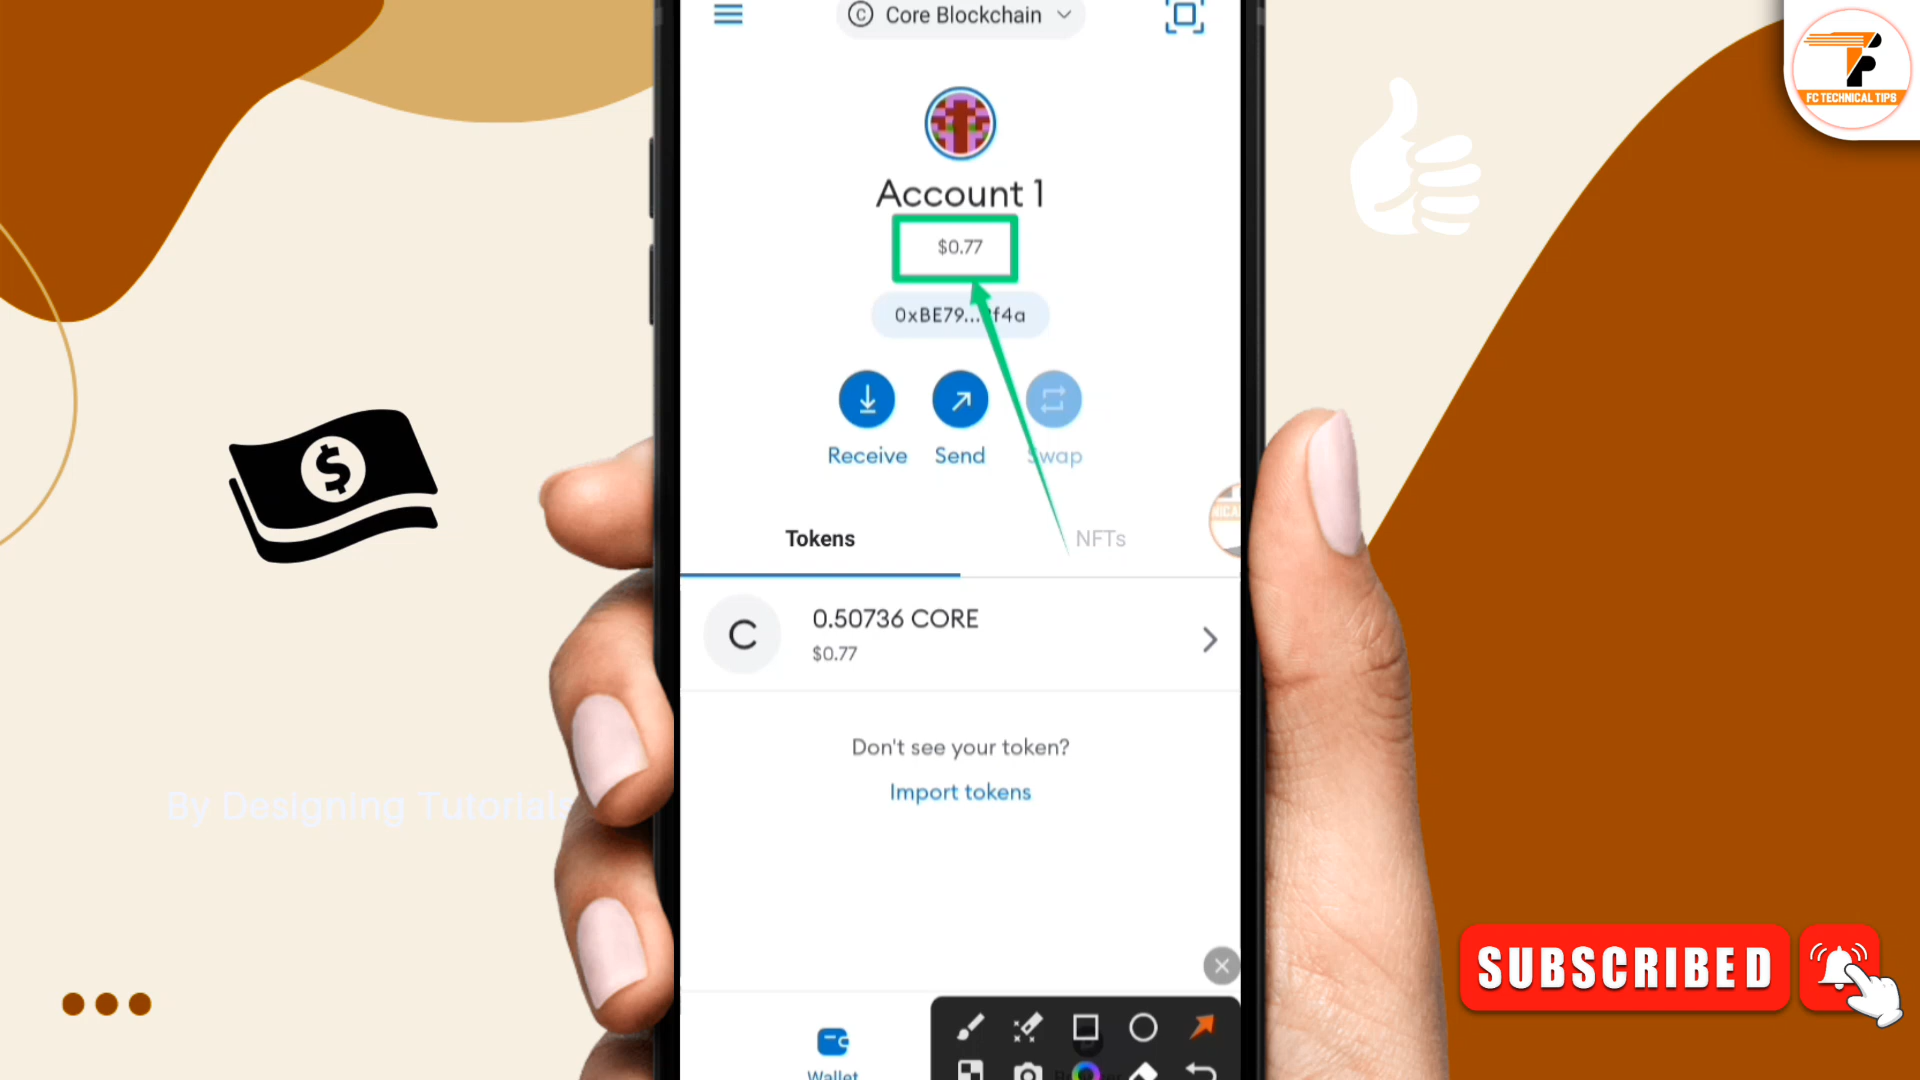 Core Blockchain
FC TECHNICAL TIPS
Account 1
$0.77
0xBE79...
f4a
Receive
Send
Swap
Tokens
NFTs
0.50736 CORE
$0.77
Don't see your token?
Import tokens
By Designing Tutorials
SUBSCRIBED
Wallet